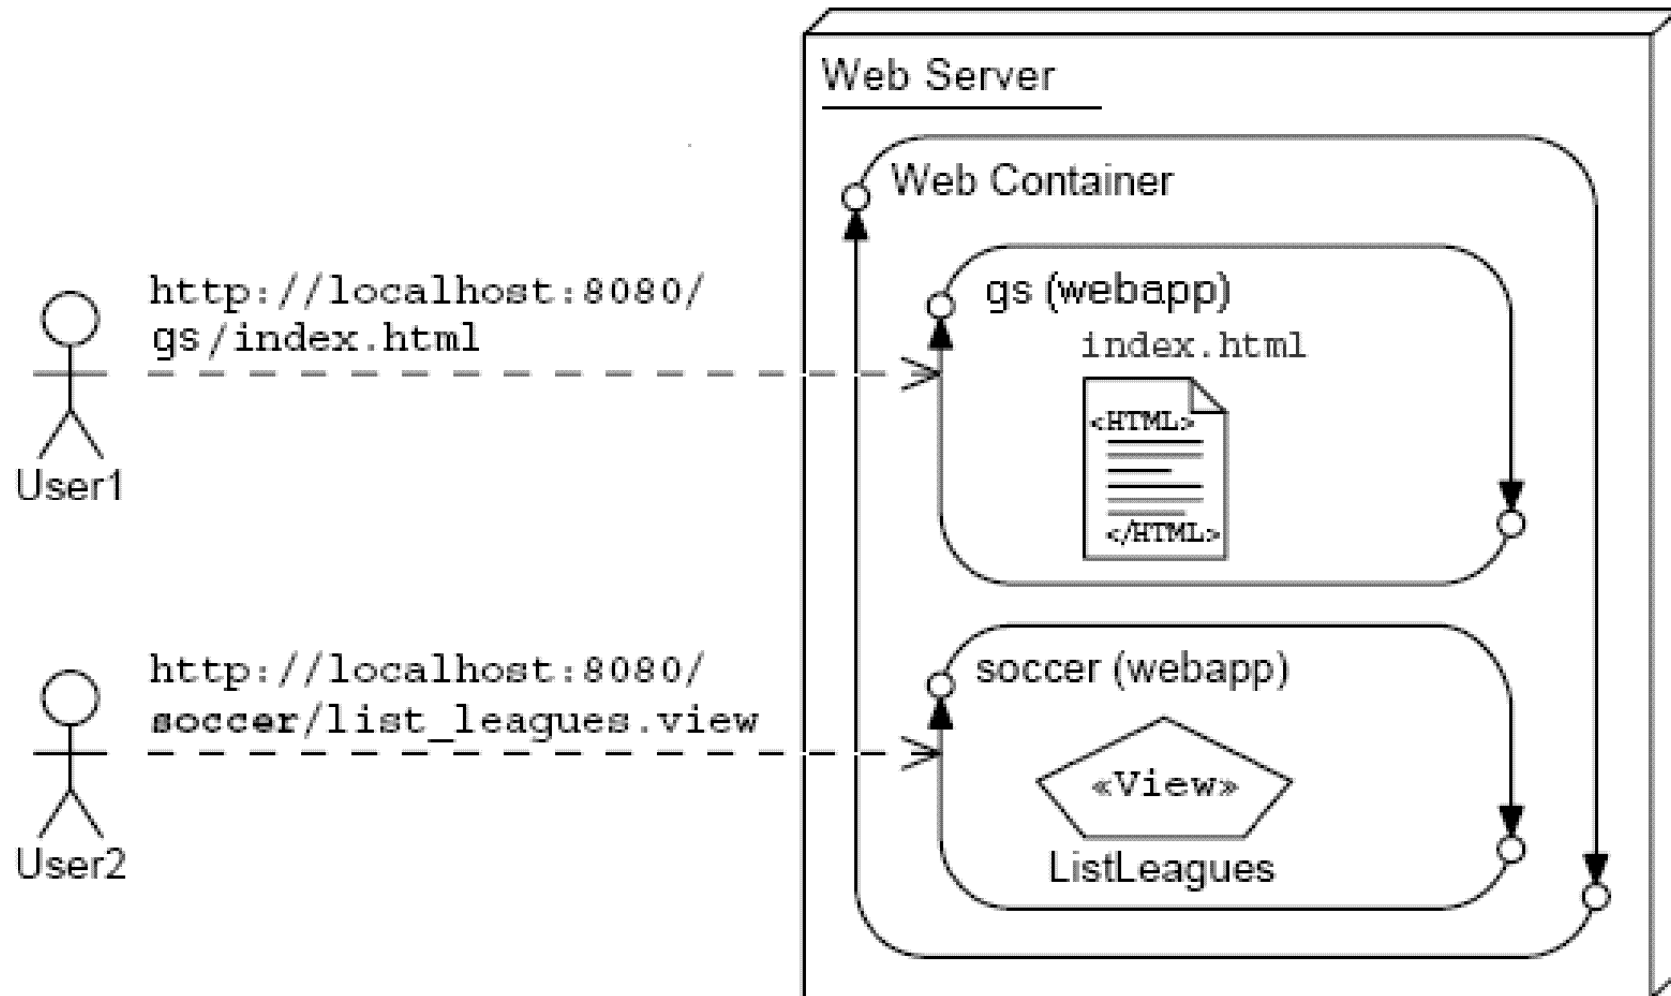 Web Server
Web Container
http://localhost:8080/
gs/index.html
gs (webapp)
index.html
<HTML>
</HTML>
User1
http://localhost:8080/
soccer/list_leagues.view
soccer (webapp)
«View»
ListLeagues
User2